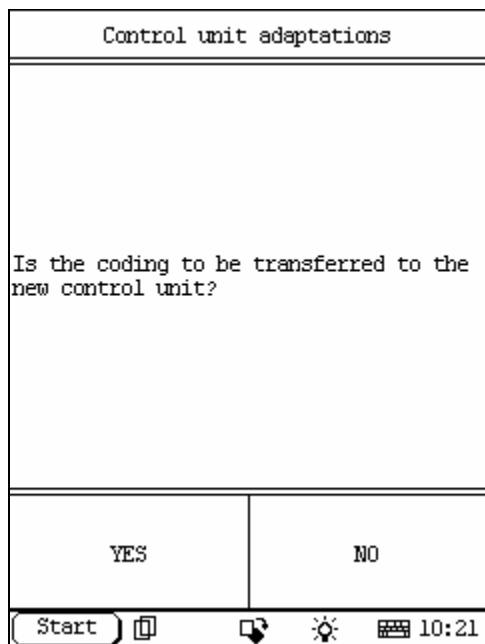 Control unit adaptations
Is the coding to be transferred to the
new control unit?
YES
NO
Start
10:21